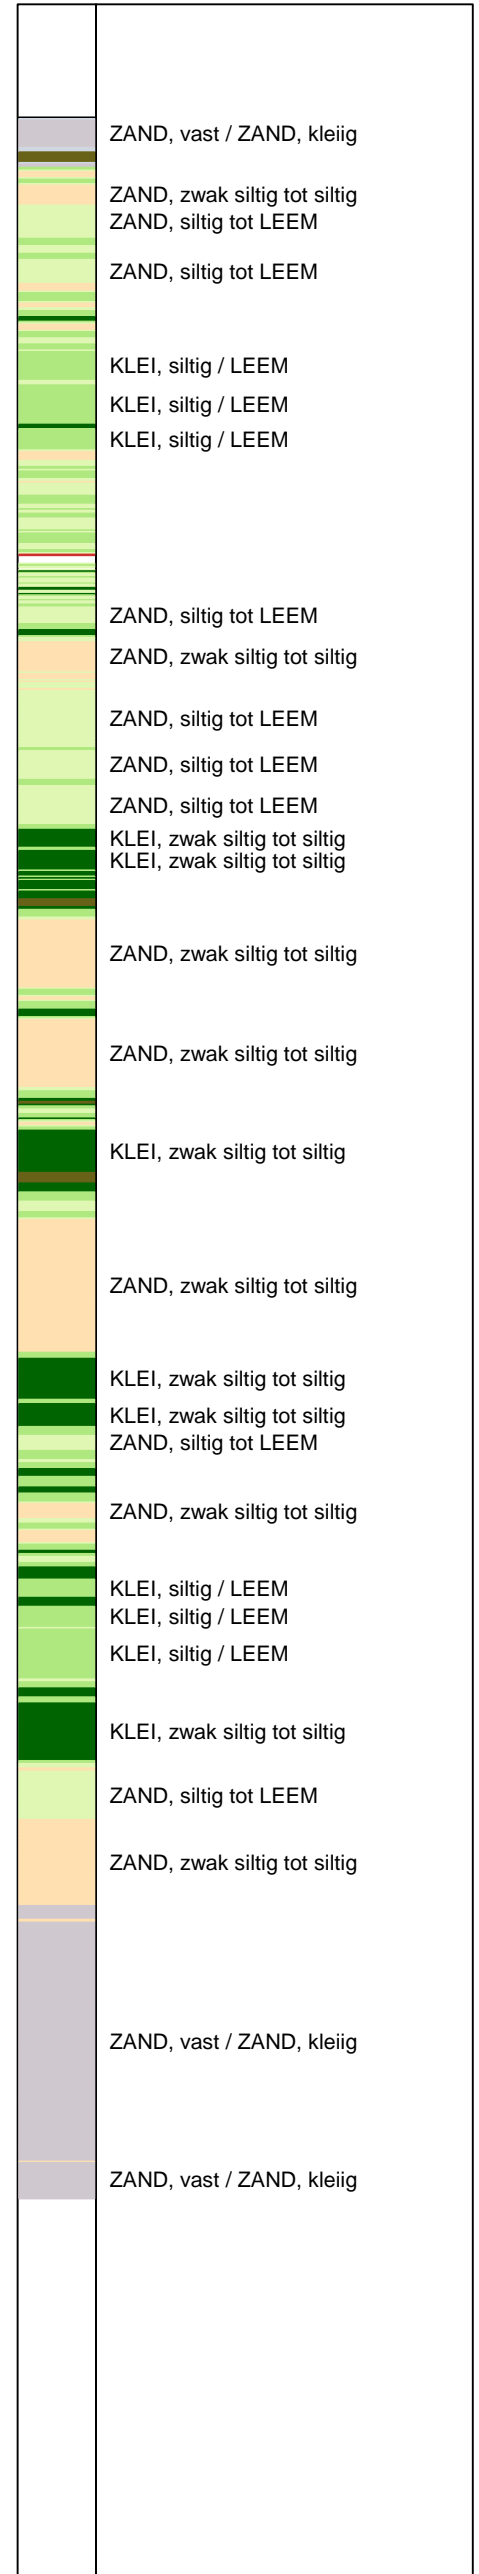 ZAND, vast / ZAND, kleiig
ZAND, zwak siltig tot siltig
ZAND, siltig tot LEEM
ZAND, siltig tot LEEM
KLEI, siltig / LEEM
KLEI, siltig / LEEM
KLEI, siltig / LEEM
ZAND, siltig tot LEEM
ZAND, zwak siltig tot siltig
ZAND, siltig tot LEEM
ZAND, siltig tot LEEM
ZAND, siltig tot LEEM
KLEI, zwak siltig tot siltig
KLEI, zwak siltig tot siltig
ZAND, zwak siltig tot siltig
ZAND, zwak siltig tot siltig
KLEI, zwak siltig tot siltig
ZAND, zwak siltig tot siltig
KLEI, zwak siltig tot siltig
KLEI, zwak siltig tot siltig
ZAND, siltig tot LEEM
ZAND, zwak siltig tot siltig
KLEI, siltig / LEEM
KLEI, siltig / LEEM
KLEI, siltig / LEEM
KLEI, zwak siltig tot siltig
ZAND, siltig tot LEEM
ZAND, zwak siltig tot siltig
ZAND, vast / ZAND, kleiig
ZAND, vast / ZAND, kleiig